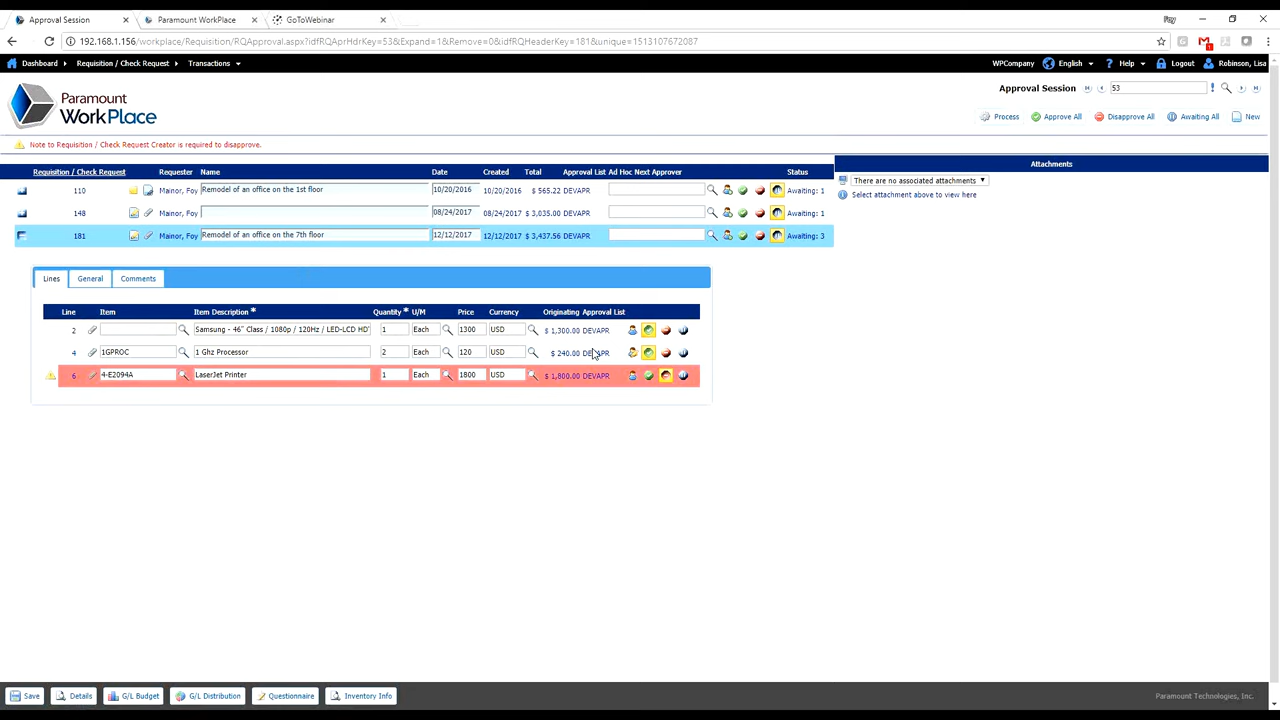 Approval Session
Paramount WorkPlace
GoToWebinar
Foy
192.168.1.156/workplace/Requisition/RQApproval.aspx?idfRQAprHdrKey=53&Expand=1&Remove=0&idfRQHeaderKey=181&unique=1513107672087
Dashboard Requisition / Check Request Transactions WPCompany English Help Logout Robinson, Lisa
Paramount
WorkPlace
Approval Session 53
Process Approve All Disapprove All Awaiting All New
Note to Requisition / Check Request Creator is required to disapprove.
Attachments
Requisition / Check Request Requester Name Date Created Total Approval List Ad Hoc Next Approver Status
There are no associated attachments
Select attachment above to view here
110 Mainor, Foy Remodel of an office on the 1st floor 10/20/2016 10/20/2016 $ 565.22 DEVAPR Awaiting: 1
148 Mainor, Foy 08/24/2017 08/24/2017 $ 3,035.00 DEVAPR Awaiting: 1
181 Mainor, Foy Remodel of an office on the 7th floor 12/12/2017 12/12/2017 $ 3,437.56 DEVAPR Awaiting: 3
Lines General Comments
Line Item Item Description * Quantity * U/M Price Currency Originating Approval List
2 Samsung - 46" Class / 1080p / 120Hz / LED-LCD HD 1 Each 1300 USD $ 1,300.00 DEVAPR
4 1GPROC 1 Ghz Processor 2 Each 120 USD $ 240.00 DEVAPR
6 4-E2094A LaserJet Printer 1 Each 1800 USD $ 1,800.00 DEVAPR
Save Details G/L Budget G/L Distribution Questionnaire Inventory Info
Paramount Technologies, Inc.